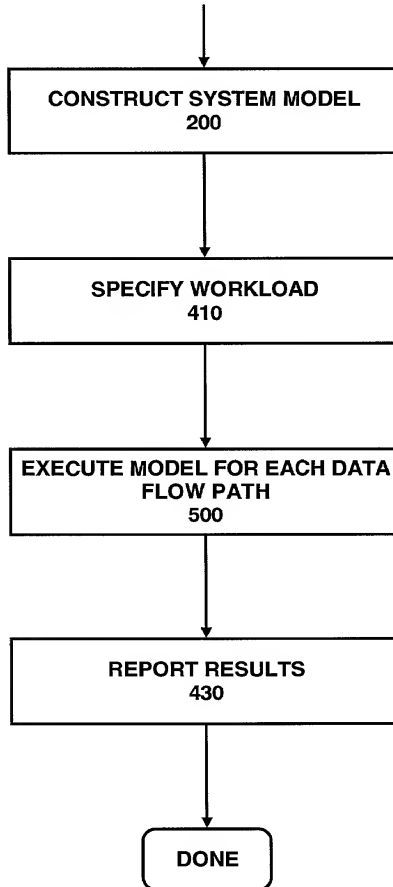 CONSTRUCT SYSTEM MODEL
200
SPECIFY WORKLOAD
410
EXECUTE MODEL FOR EACH DATA
FLOW PATH
500
REPORT RESULTS
430
DONE